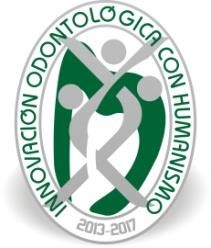 INNOVACIÓN ODONTOLÓGICA CON HUMANISMO
2013-2017